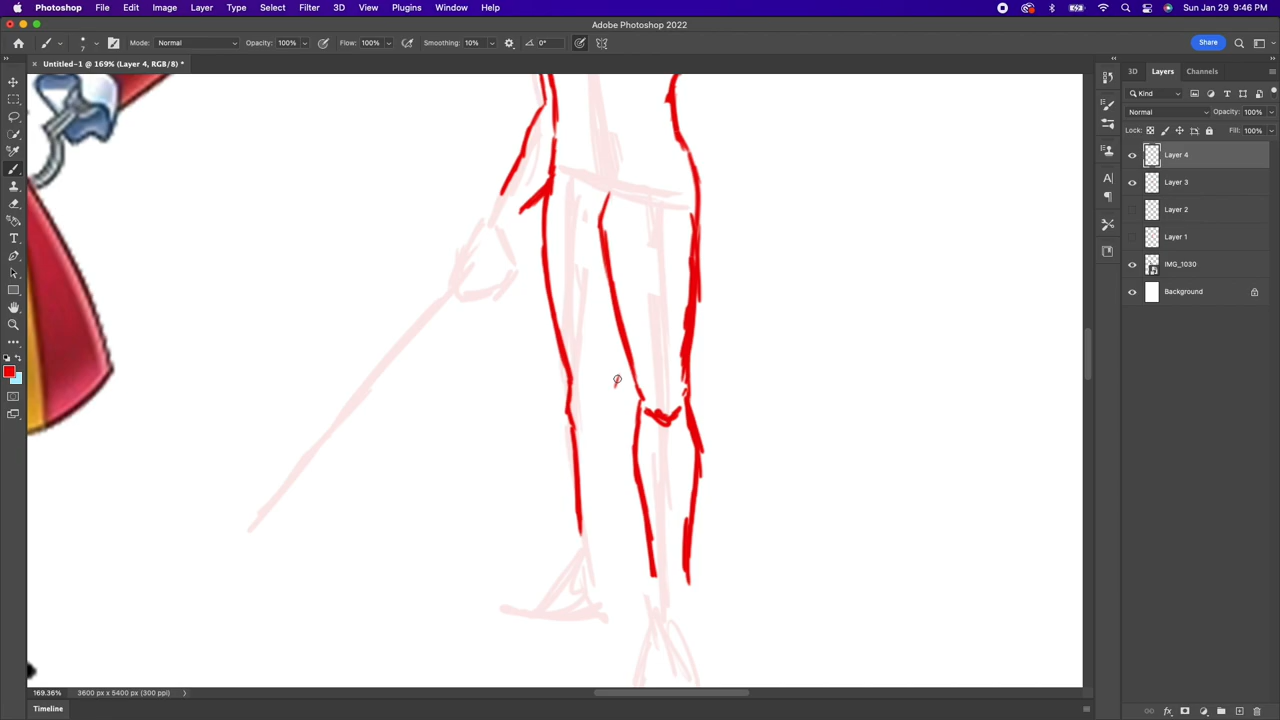 Photoshop File Edit Image Layer Type Select Filter 3D View Plugins Window Help Sun Jan 29 9:46 PM
Adobe Photoshop 2022
7 Mode: Normal Opacity: 100% Flow: 100% Smoothing: 10% 0° Share
Untitled-1 @ 169% (Layer 4, RGB/8) *
3D Layers Channels
Kind
Normal Opacity: 100%
Lock: Fill: 100%
Layer 4
Layer 3
Layer 2
Layer 1
IMG_1030
Background
169.36% 3600 px x 5400 px (300 ppi)
Timeline